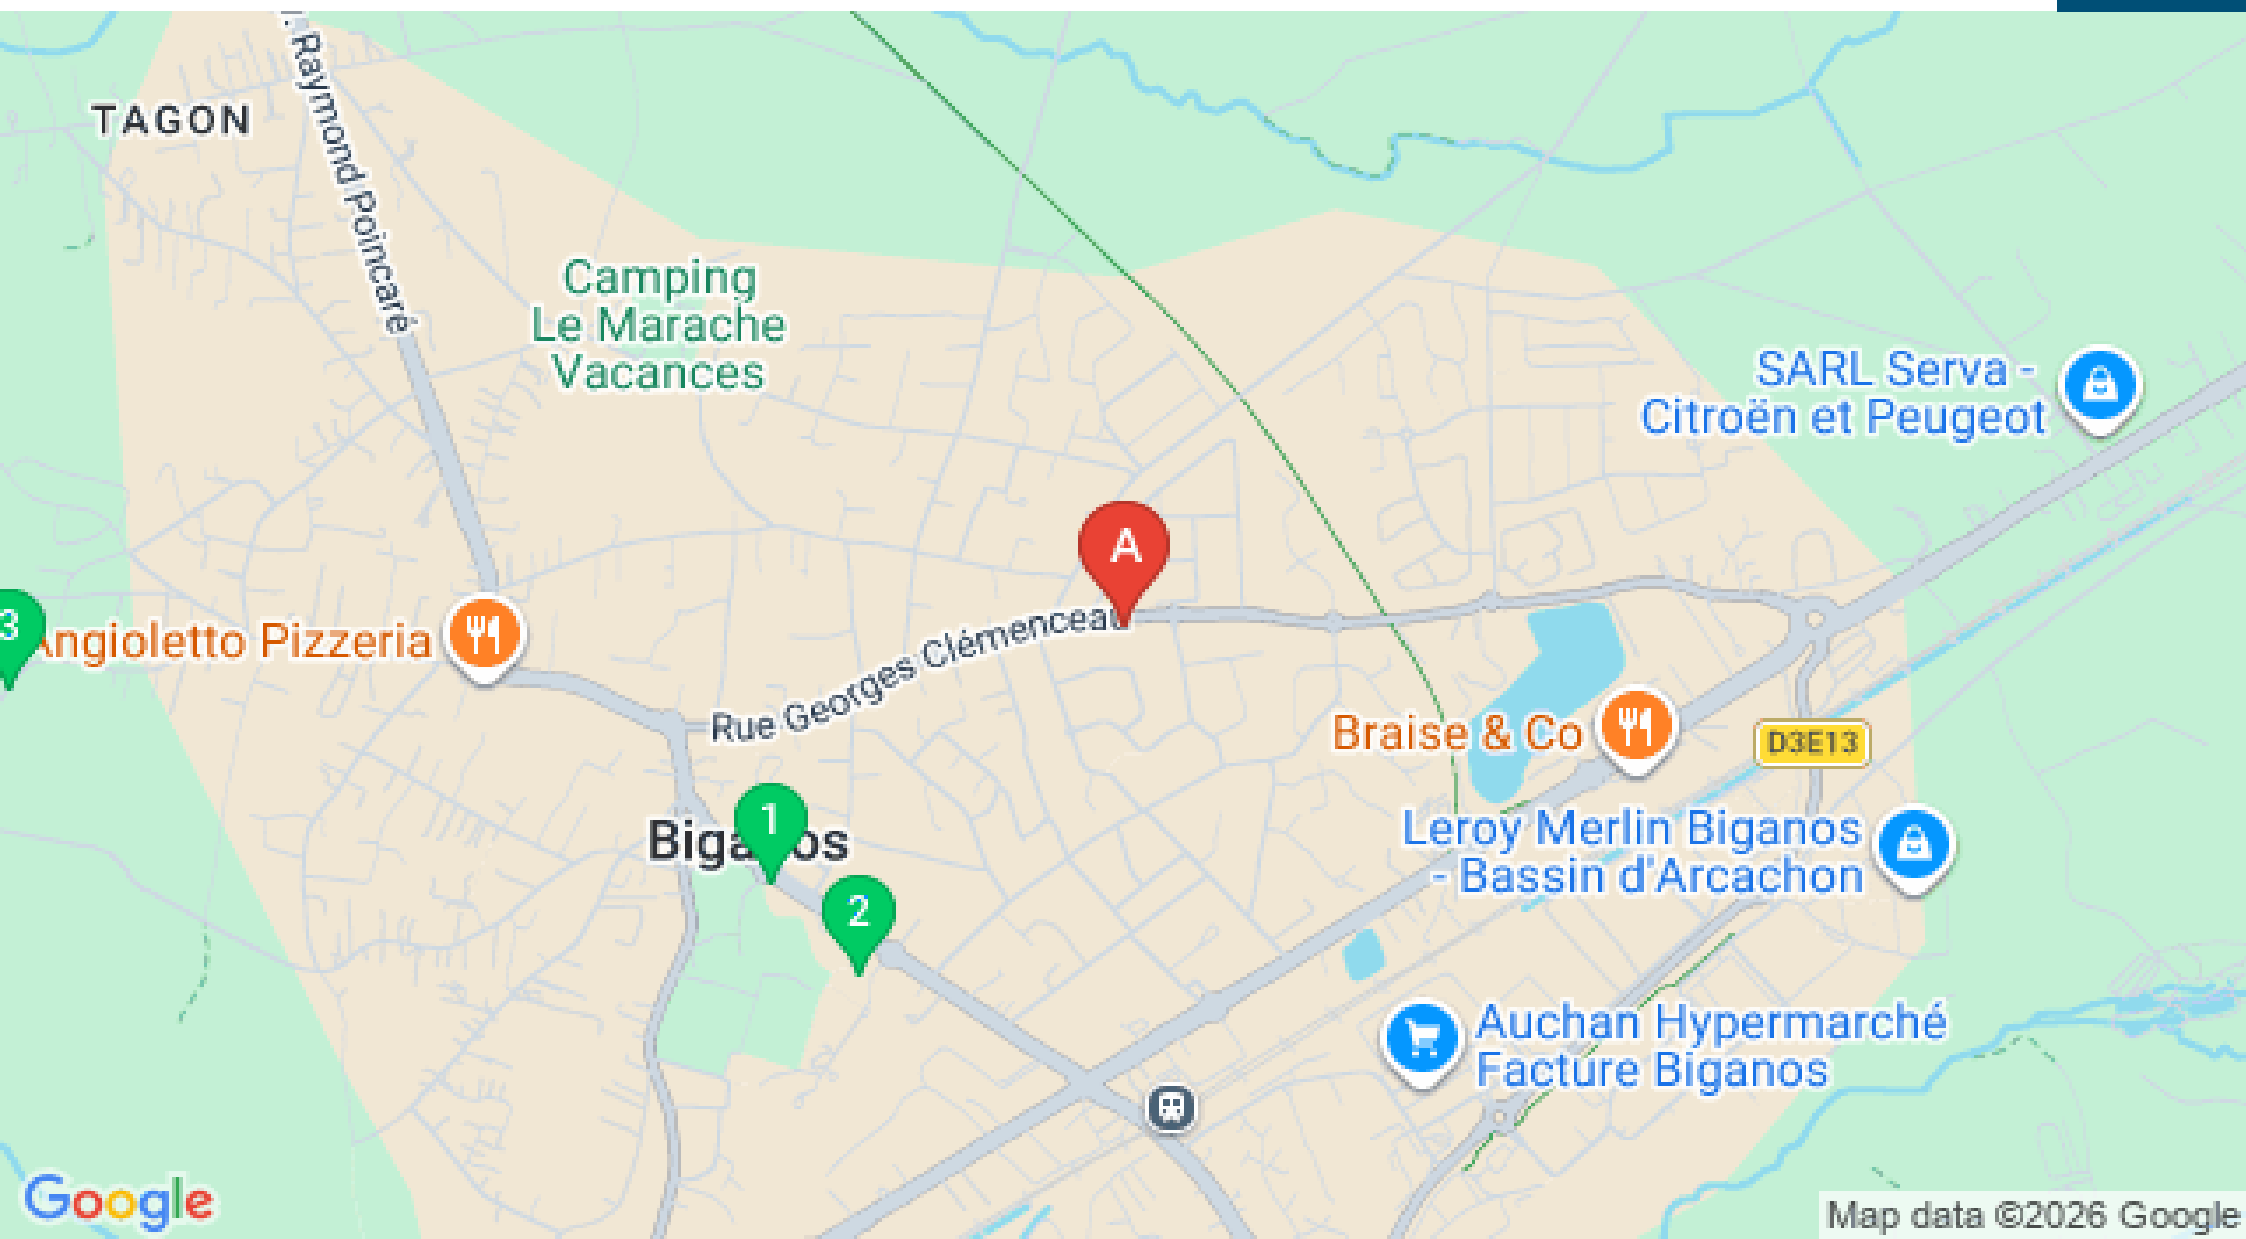 Raymond Poincaré
TAGON
Camping
Le Marache
Vacances
SARL Serva -
Citroën et Peugeot
A
3
Angioletto Pizzeria
Rue Georges Clémenceau
Braise & Co
D3E13
1
Biganos
2
Leroy Merlin Biganos
- Bassin d'Arcachon
Auchan Hypermarché
Facture Biganos
Google
Map data ©2026 Google